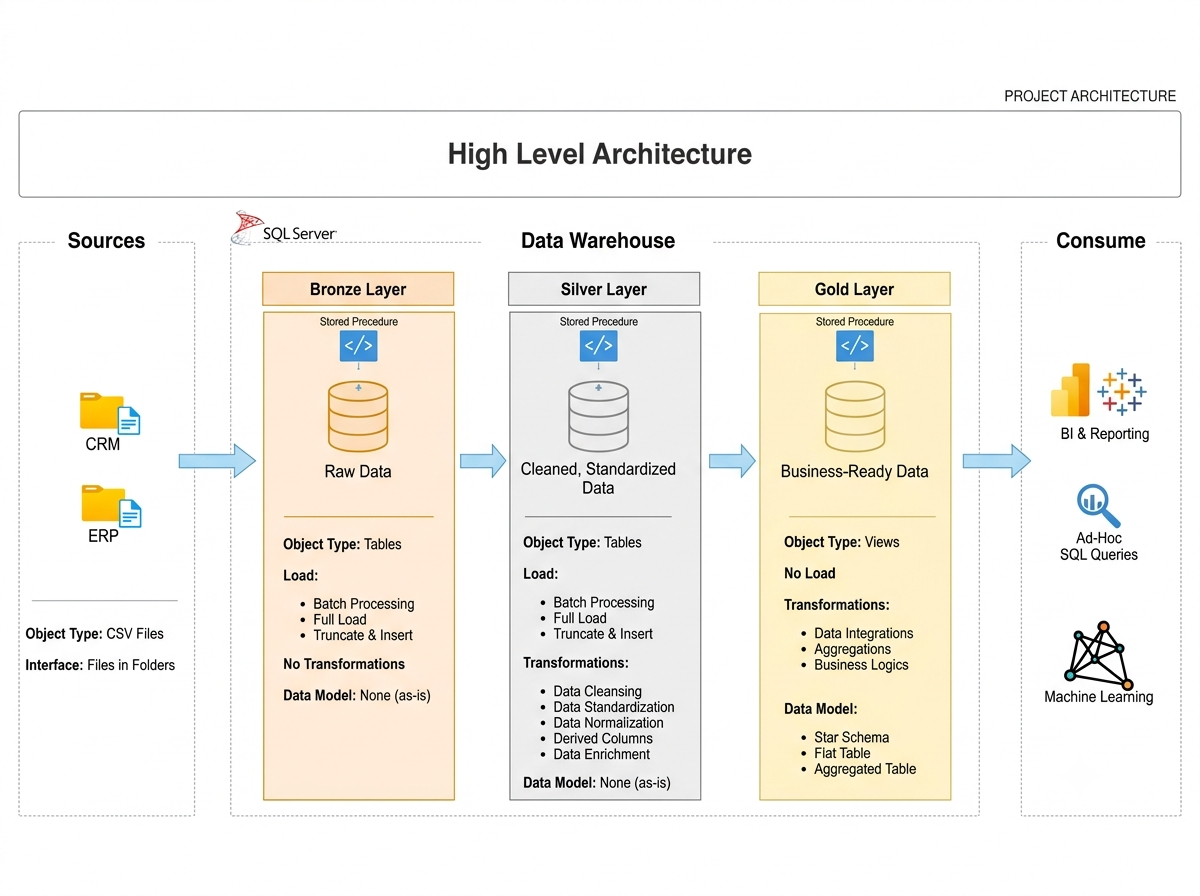 PROJECT ARCHITECTURE
High Level Architecture
Sources
CRM
ERP
Object Type: CSV Files
Interface: Files in Folders
SQL Server
Data Warehouse
Bronze Layer
Stored Precedure
</>
Raw Data
Object Type: Tables
Load:
• Batch Processing
• Full Load
• Truncate & Insert
No Transformations
Data Model: None (as-is)
Silver Layer
Stored Procedure
</>
Cleaned, Standardized
Data
Object Type: Tables
Load:
• Batch Processing
• Full Load
• Truncate & Insert
Transformations:
• Data Cleansing
• Data Standardization
• Data Normalization
• Derived Columns
• Data Enrichment
Data Model: None (as-is)
Gold Layer
Stored Precedure
</>
Business-Ready Data
Object Type: Views
No Load
Transformations:
• Data Integrations
• Aggregations
• Business Logics
Data Model:
• Star Schema
• Flat Table
• Aggregated Table
Consume
BI & Reporting
Ad-Hoc
SQL Queries
Machine Learning